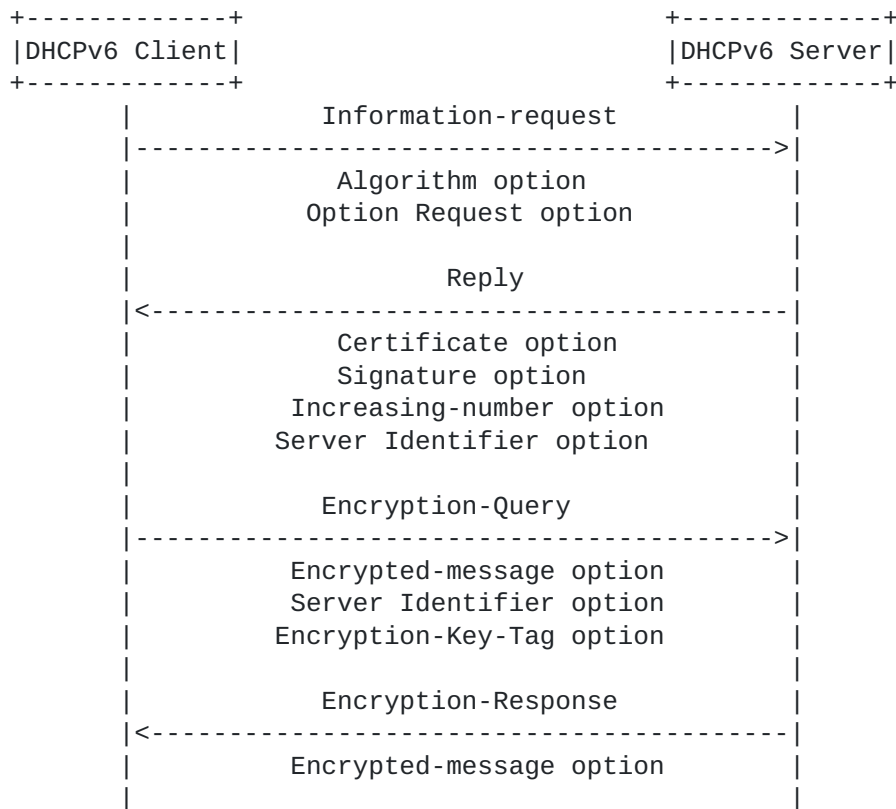 DHCPv6 Client DHCPv6 Server
Information-request
Algorithm option
Option Request option
Reply
Certificate option
Signature option
Increasing-number option
Server Identifier option
Encryption-Query
Encrypted-message option
Server Identifier option
Encryption-Key-Tag option
Encryption-Response
Encrypted-message option